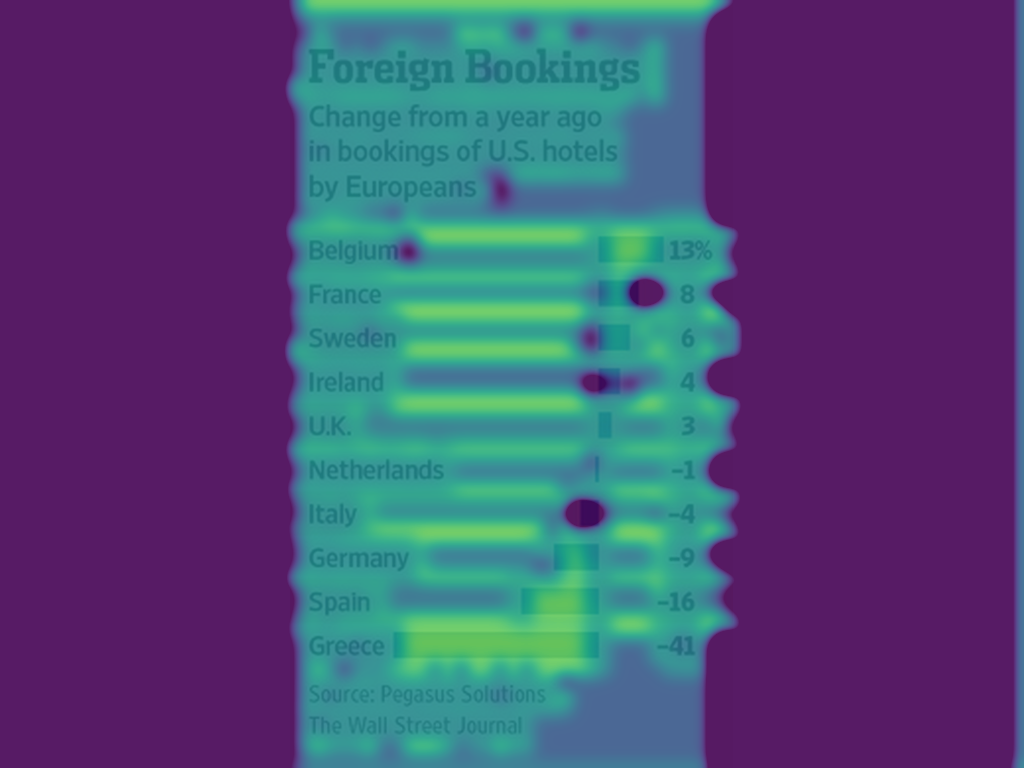 Foreign Bookings
Change from a year ago
in bookings of U.S. hotels
by Europeans
Belgium 13%
France 8
Sweden 6
Ireland 4
U.K. 3
Netherlands –1
Italy –4
Germany –9
Spain –16
Greece –41
Source: Pegasus Solutions
The Wall Street Journal